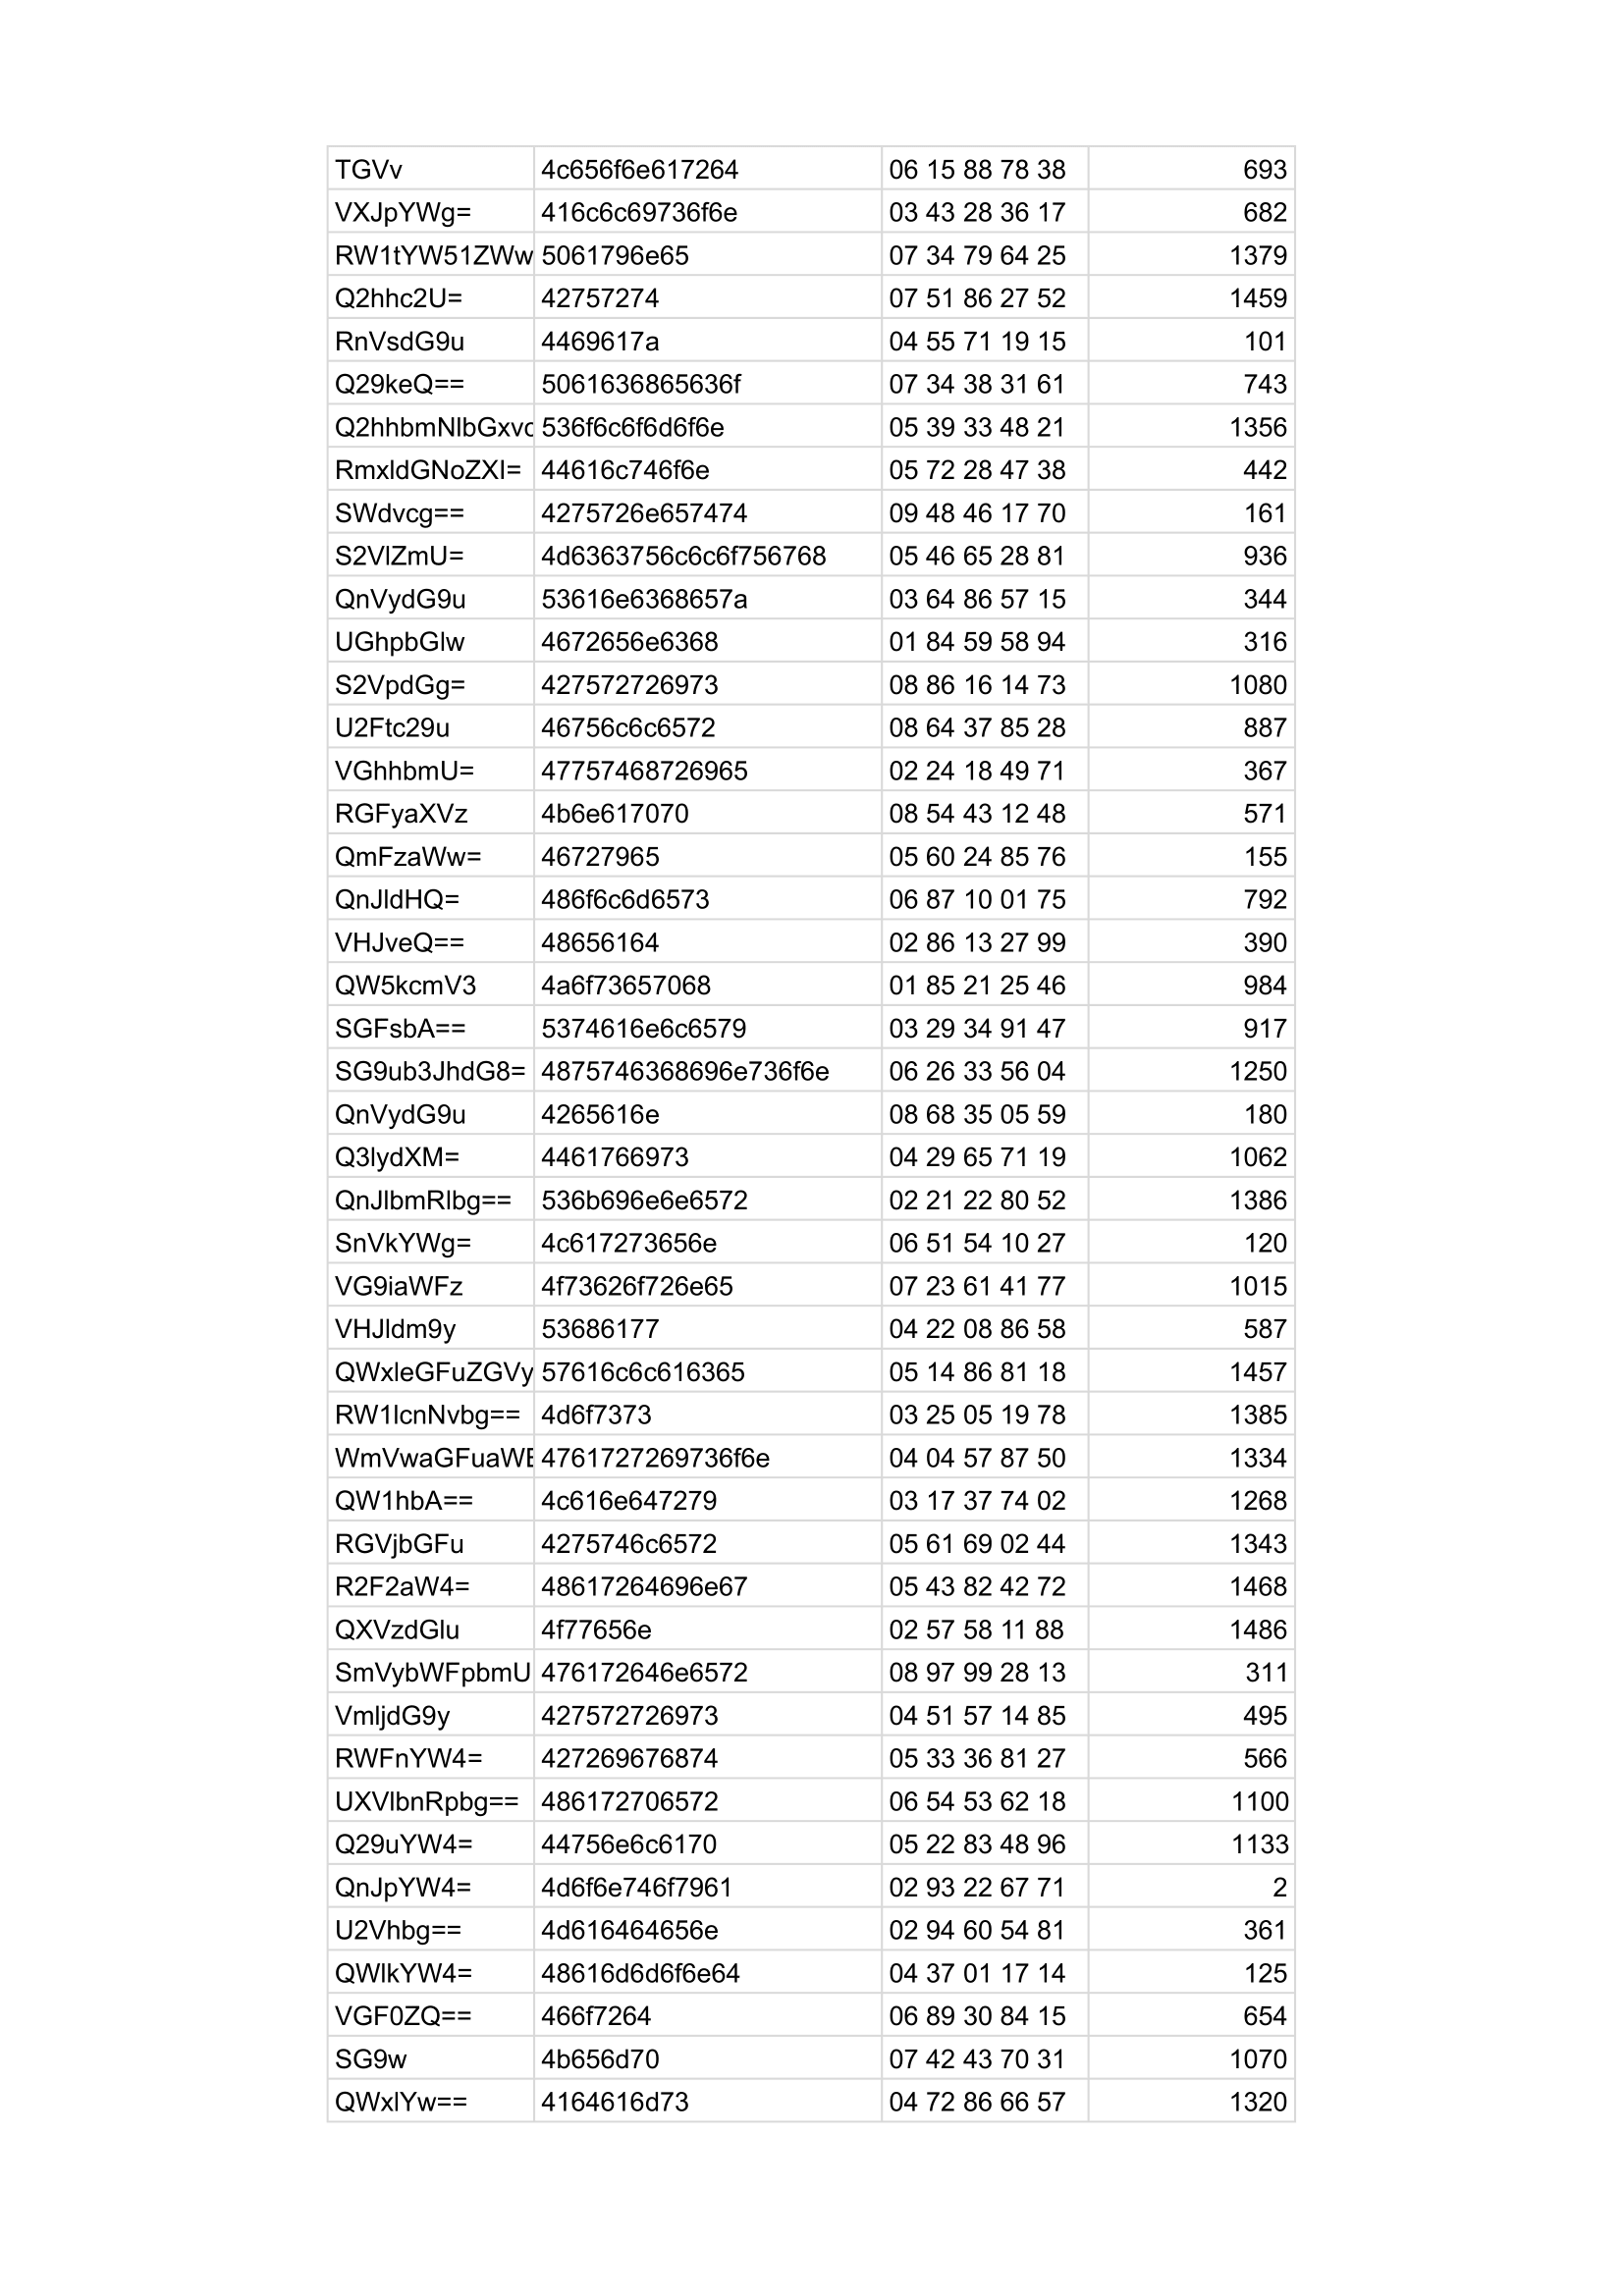 TGVv 4c656f6e617264 06 15 88 78 38 693
VXJpYWg= 416c6c69736f6e 03 43 28 36 17 682
RW1tYW51ZWw 5061796e65 07 34 79 64 25 1379
Q2hhc2U= 42757274 07 51 86 27 52 1459
RnVsdG9u 4469617a 04 55 71 19 15 101
Q29keQ== 5061636865636f 07 34 38 31 61 743
Q2hhbmNlbGxvc 536f6c6f6d6f6e 05 39 33 48 21 1356
RmxldGNoZXI= 44616c746f6e 05 72 28 47 38 442
SWdvcg== 4275726e657474 09 48 46 17 70 161
S2VlZmU= 4d6363756c6c6f756768 05 46 65 28 81 936
QnVydG9u 53616e6368657a 03 64 86 57 15 344
UGhpbGlw 4672656e6368 01 84 59 58 94 316
S2VpdGg= 427572726973 08 86 16 14 73 1080
U2Ftc29u 46756c6c6572 08 64 37 85 28 887
VGhhbmU= 47757468726965 02 24 18 49 71 367
RGFyaXVz 4b6e617070 08 54 43 12 48 571
QmFzaWw= 46727965 05 60 24 85 76 155
QnJldHQ= 486f6c6d6573 06 87 10 01 75 792
VHJveQ== 48656164 02 86 13 27 99 390
QW5kcmV3 4a6f73657068 01 85 21 25 46 984
SGFsbA== 5374616e6c6579 03 29 34 91 47 917
SG9ub3JhdG8= 4875746368696e736f6e 06 26 33 56 04 1250
QnVydG9u 4265616e 08 68 35 05 59 180
Q3lydXM= 4461766973 04 29 65 71 19 1062
QnJlbmRlbg== 536b696e6e6572 02 21 22 80 52 1386
SnVkYWg= 4c617273656e 06 51 54 10 27 120
VG9iaWFz 4f73626f726e65 07 23 61 41 77 1015
VHJldm9y 53686177 04 22 08 86 58 587
QWxleGFuZGVy 57616c6c616365 05 14 86 81 18 1457
RW1lcnNvbg== 4d6f7373 03 25 05 19 78 1385
WmVwaGFuaWE 4761727269736f6e 04 04 57 87 50 1334
QW1hbA== 4c616e647279 03 17 37 74 02 1268
RGVjbGFu 4275746c6572 05 61 69 02 44 1343
R2F2aW4= 48617264696e67 05 43 82 42 72 1468
QXVzdGlu 4f77656e 02 57 58 11 88 1486
SmVybWFpbmU 476172646e6572 08 97 99 28 13 311
VmljdG9y 427572726973 04 51 57 14 85 495
RWFnYW4= 427269676874 05 33 36 81 27 566
UXVlbnRpbg== 486172706572 06 54 53 62 18 1100
Q29uYW4= 44756e6c6170 05 22 83 48 96 1133
QnJpYW4= 4d6f6e746f7961 02 93 22 67 71 2
U2Vhbg== 4d616464656e 02 94 60 54 81 361
QWlkYW4= 48616d6d6f6e64 04 37 01 17 14 125
VGF0ZQ== 466f7264 06 89 30 84 15 654
SG9w 4b656d70 07 42 43 70 31 1070
QWxlYw== 4164616d73 04 72 86 66 57 1320